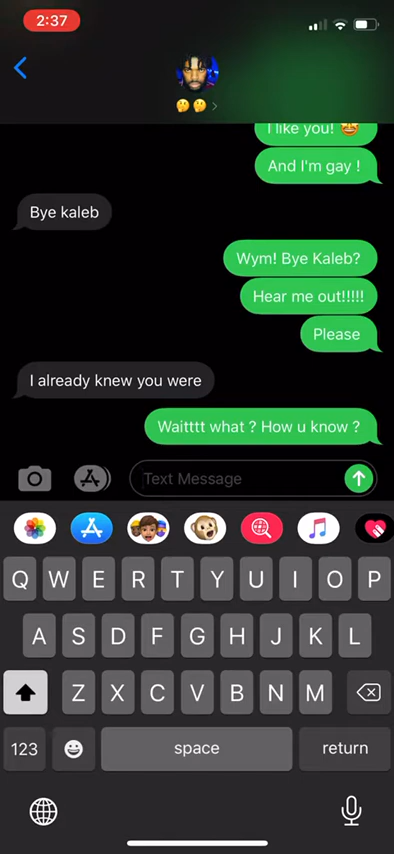 2:37
🤔🤔 >
I like you! 🤩
And I'm gay !
Bye kaleb
Wym! Bye Kaleb?
Hear me out!!!!!
Please
I already knew you were
Waitttt what ? How u know ?
Text Message
Q W E R T Y U I O P
A S D F G H J K L
Z X C V B N M
123 space return